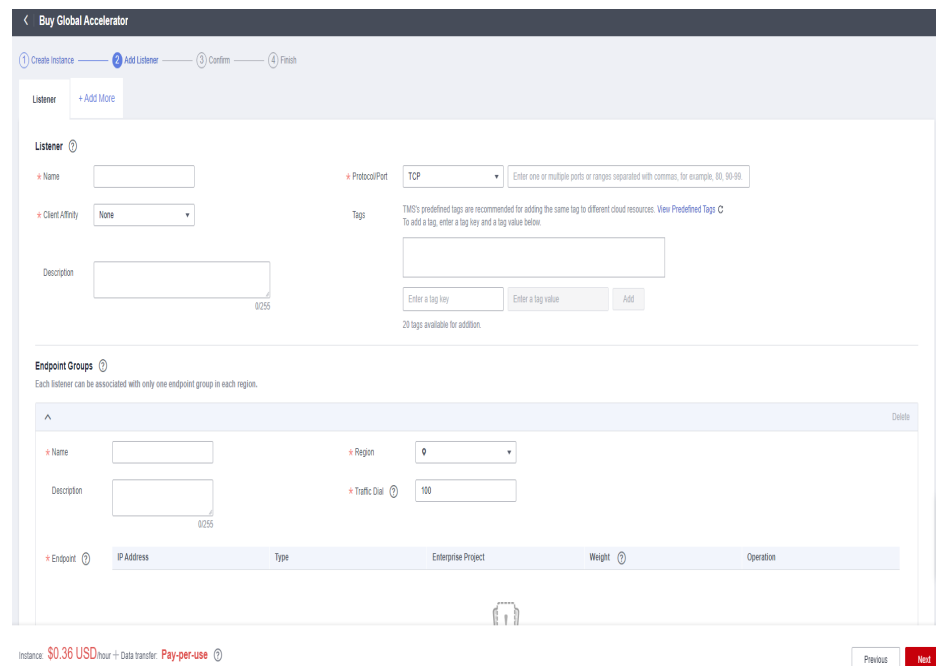 Buy Global Accelerator
1 Create Instance 2 Add Listener 3 Confirm 4 Finish
Listener + Add More
Listener ?
* Name * Protocol/Port TCP Enter one or multiple ports or ranges separated with commas, for example, 80, 90-99.
* Client Affinity None Tags TMS's predefined tags are recommended for adding the same tag to different cloud resources. View Predefined Tags
To add a tag, enter a tag key and a tag value below.
Description
0/255
Enter a tag key Enter a tag value Add
20 tags available for addition.
Endpoint Groups ?
Each listener can be associated with only one endpoint group in each region.
Delete
* Name * Region
Description * Traffic Dial ? 100
0/255
* Endpoint ? IP Address Type Enterprise Project Weight ? Operation
Instance: $0.36 USD/hour + Data transfer: Pay-per-use ?
Previous Next